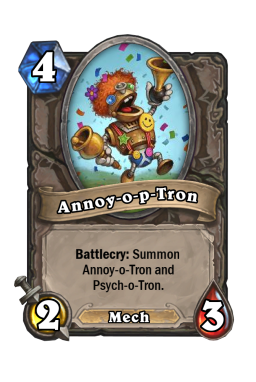 4
Annoy-o-p-Tron
Battlecry: Summon
Annoy-o-Tron and
Psych-o-Tron.
2
Mech
3